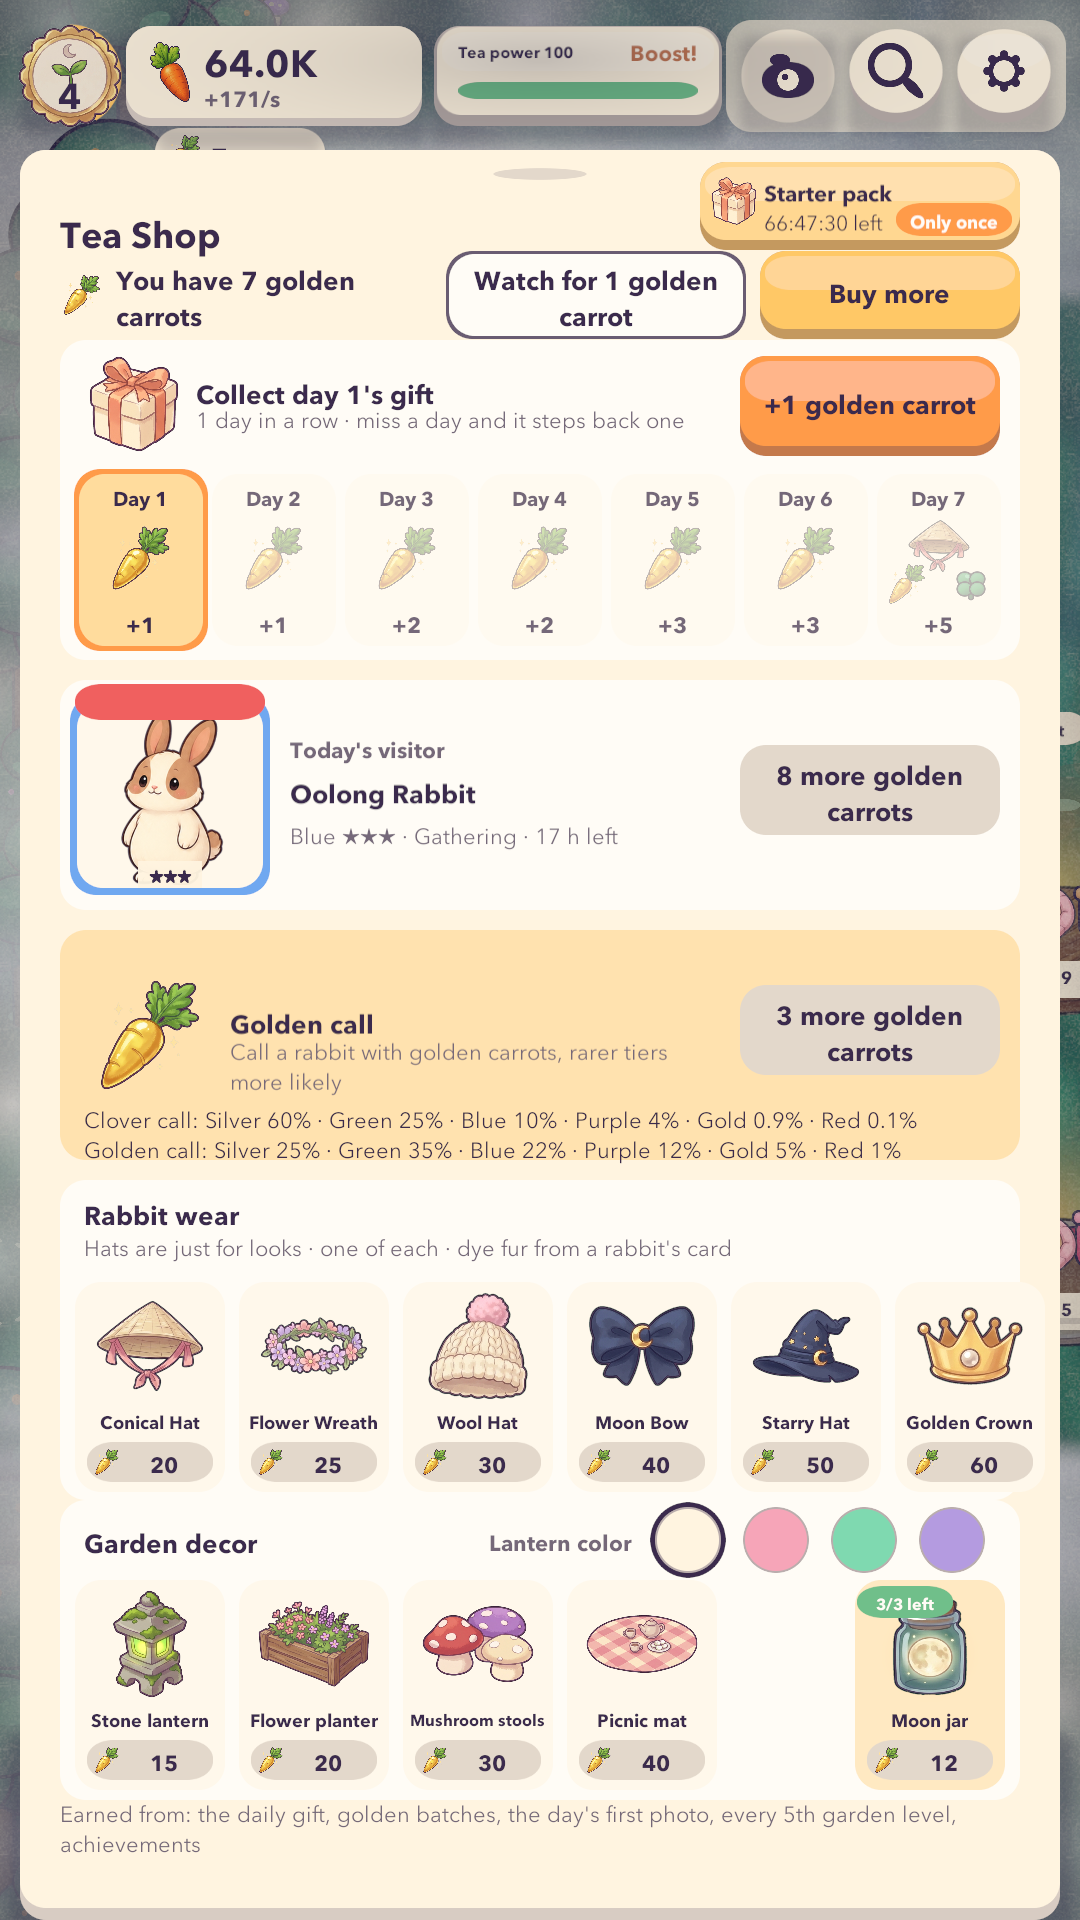 4
64.0K
+171/s
Tea power 100
Boost!
Starter pack
66:47:30 left
Only once
Tea Shop
You have 7 golden
carrots
Watch for 1 golden
carrot
Buy more
Collect day 1's gift
1 day in a row · miss a day and it steps back one
+1 golden carrot
Day 1
Day 2
Day 3
Day 4
Day 5
Day 6
Day 7
+1
+1
+2
+2
+3
+3
+5
Today's visitor
Oolong Rabbit
Blue ★★★ · Gathering · 17 h left
8 more golden
carrots
★★★
Golden call
Call a rabbit with golden carrots, rarer tiers
more likely
3 more golden
carrots
Clover call: Silver 60% · Green 25% · Blue 10% · Purple 4% · Gold 0.9% · Red 0.1%
Golden call: Silver 25% · Green 35% · Blue 22% · Purple 12% · Gold 5% · Red 1%
Rabbit wear
Hats are just for looks · one of each · dye fur from a rabbit's card
Conical Hat
Flower Wreath
Wool Hat
Moon Bow
Starry Hat
Golden Crown
20
25
30
40
50
60
Garden decor
Lantern color
3/3 left
Stone lantern
Flower planter
Mushroom stools
Picnic mat
Moon jar
15
20
30
40
12
Earned from: the daily gift, golden batches, the day's first photo, every 5th garden level,
achievements
9
5